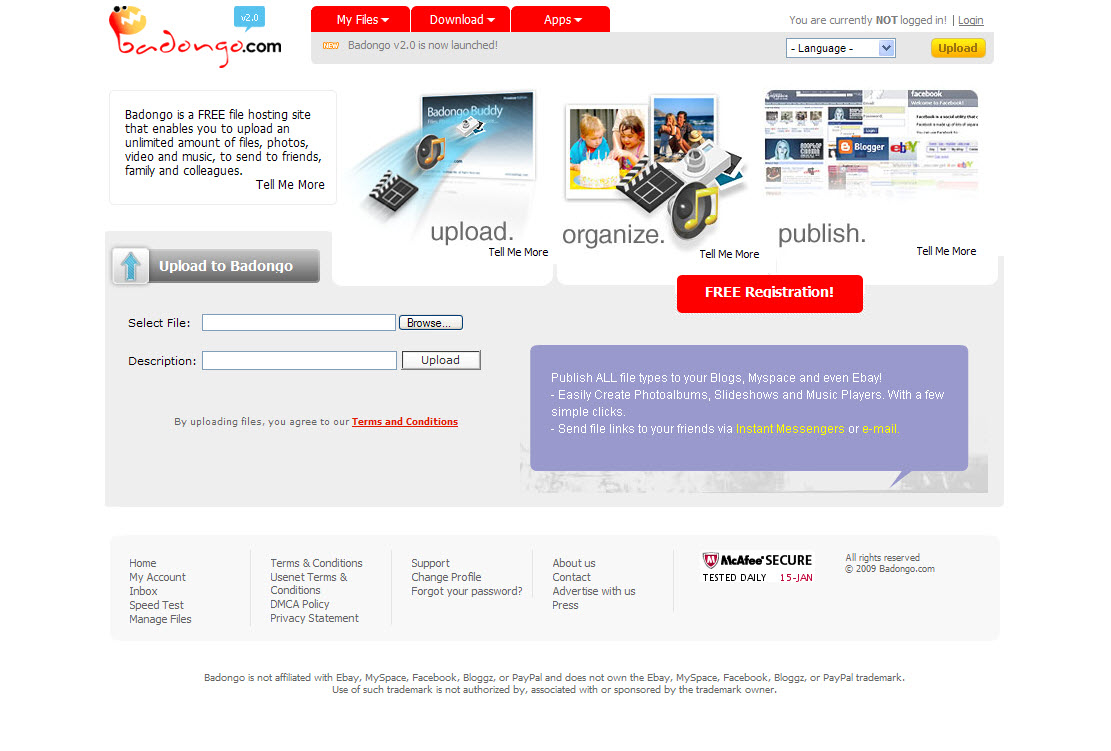 badongo.com
v2.0
My Files
Download
Apps
You are currently NOT logged in! | Login
NEW Badongo v2.0 is now launched!
- Language -
Upload
Badongo is a FREE file hosting site
that enables you to upload an
unlimited amount of files, photos,
video and music, to send to friends,
family and colleagues.
Tell Me More
Badongo Buddy
upload.
Tell Me More
organize.
Tell Me More
facebook
Welcome to Facebook!
Blogger
ebY
publish.
Tell Me More
Upload to Badongo
FREE Registration!
Select File:
Browse...
Description:
Upload
By uploading files, you agree to our Terms and Conditions
Publish ALL file types to your Blogs, Myspace and even Ebay!
- Easily Create Photoalbums, Slideshows and Music Players. With a few
simple clicks.
- Send file links to your friends via Instant Messengers or e-mail.
Home
My Account
Inbox
Speed Test
Manage Files
Terms & Conditions
Usenet Terms &
Conditions
DMCA Policy
Privacy Statement
Support
Change Profile
Forgot your password?
About us
Contact
Advertise with us
Press
McAfee SECURE
TESTED DAILY 15-JAN
All rights reserved
© 2009 Badongo.com
Badongo is not affiliated with Ebay, MySpace, Facebook, Bloggz, or PayPal and does not own the Ebay, MySpace, Facebook, Bloggz, or PayPal trademark.
Use of such trademark is not authorized by, associated with or sponsored by the trademark owner.